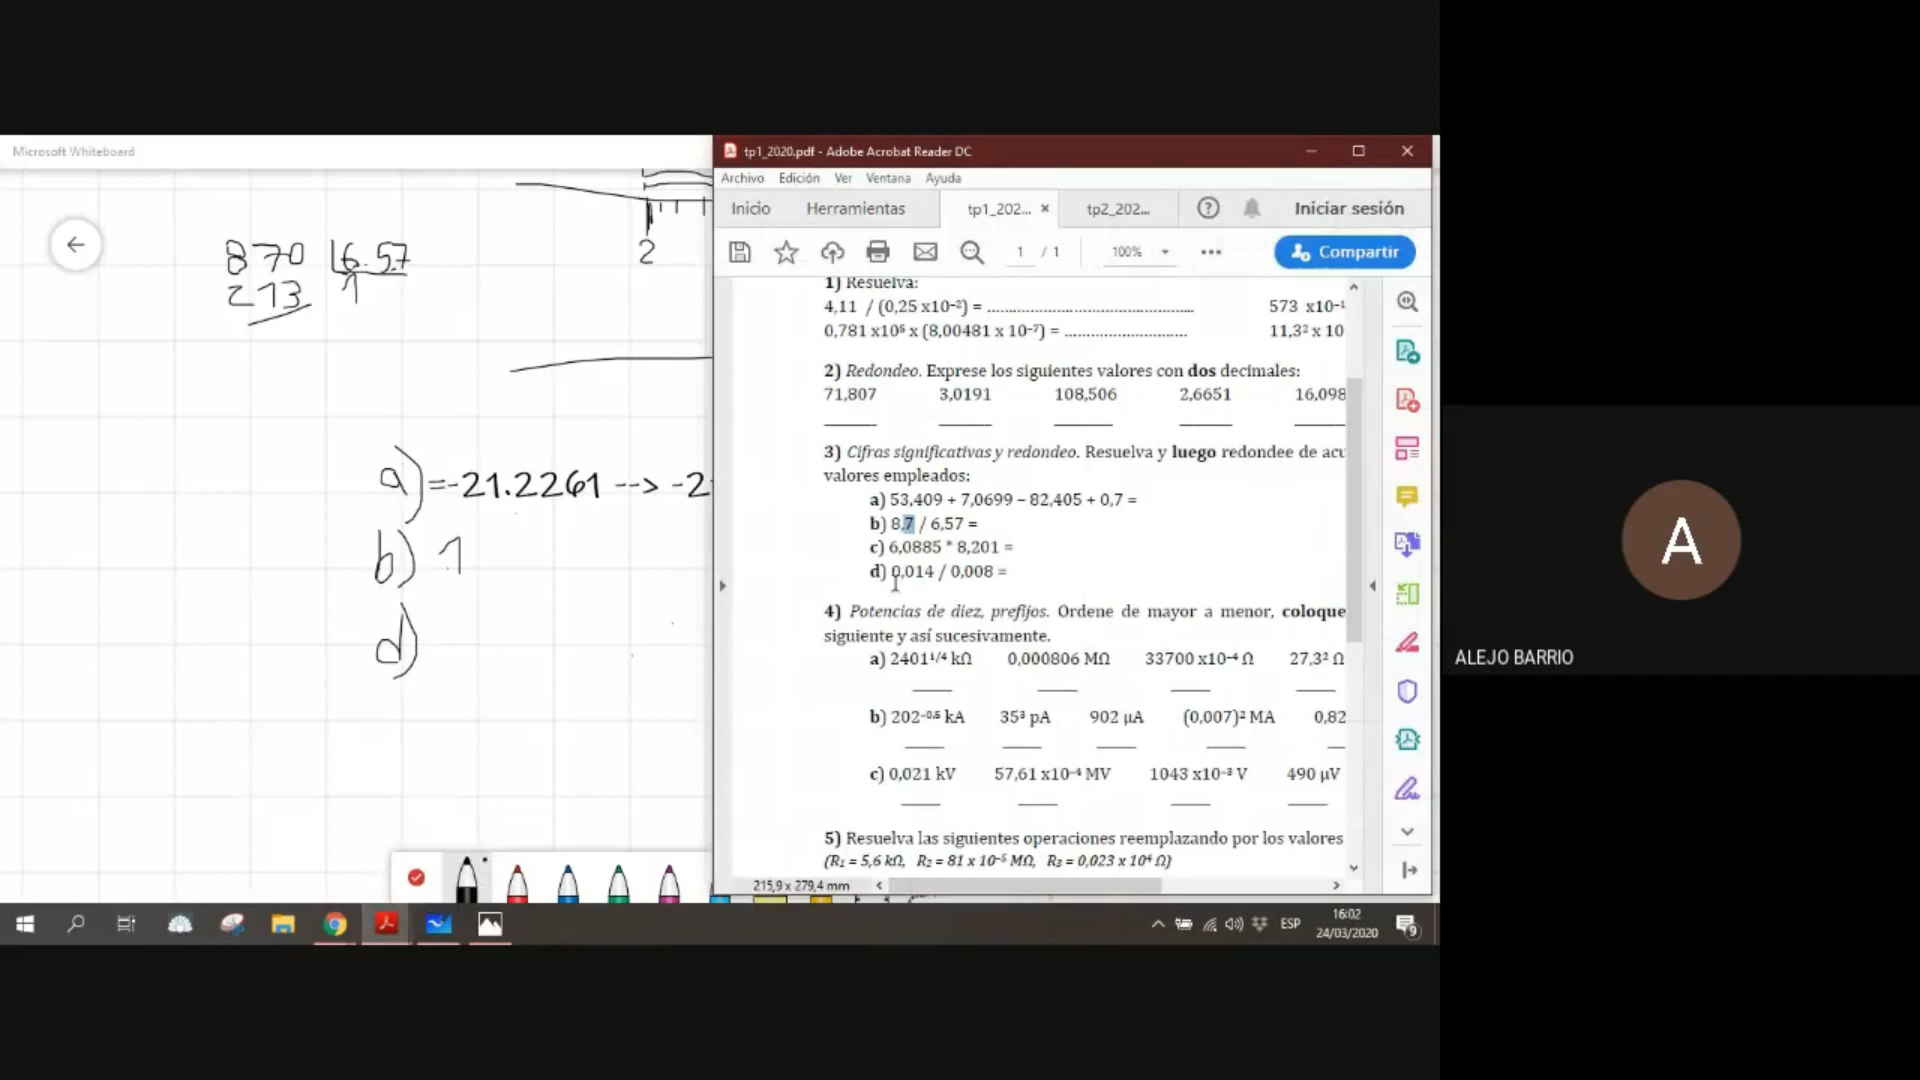 Microsoft Whiteboard
870 6.57
213 1
2
a) =-21.2261 --> -2
b) 1
d)
tp1_2020.pdf - Adobe Acrobat Reader DC
Archivo Edición Ver Ventana Ayuda
Inicio Herramientas tp1_202... × tp2_202... Iniciar sesión
1 / 1 100% Compartir
1) Resuelva:
4,11 / (0,25 x10⁻²) = ........................................................ 573 x10⁻¹
0,781 x10⁵ x (8,00481 x 10⁻⁷) = ................................. 11,3² x 10
2) Redondeo. Exprese los siguientes valores con dos decimales:
71,807 3,0191 108,506 2,6651 16,098
3) Cifras significativas y redondeo. Resuelva y luego redondee de acu
valores empleados:
a) 53,409 + 7,0699 – 82,405 + 0,7 =
b) 8,7 / 6,57 =
c) 6,0885 * 8,201 =
d) 0,014 / 0,008 =
4) Potencias de diez, prefijos. Ordene de mayor a menor, coloque
siguiente y así sucesivamente.
a) 2401¹/⁴ kΩ 0,000806 MΩ 33700 x10⁻⁴ Ω 27,3² Ω
b) 202⁻⁰·⁵ kA 35³ pA 902 µA (0,007)² MA 0,82
c) 0,021 kV 57,61 x10⁻⁴ MV 1043 x10⁻³ V 490 µV
5) Resuelva las siguientes operaciones reemplazando por los valores
(R₁ = 5,6 kΩ, R₂ = 81 x 10⁻⁵ MΩ, R₃ = 0,023 x 10⁴ Ω)
215,9 x 279,4 mm
ESP
16:02
24/03/2020
9
A
ALEJO BARRIO